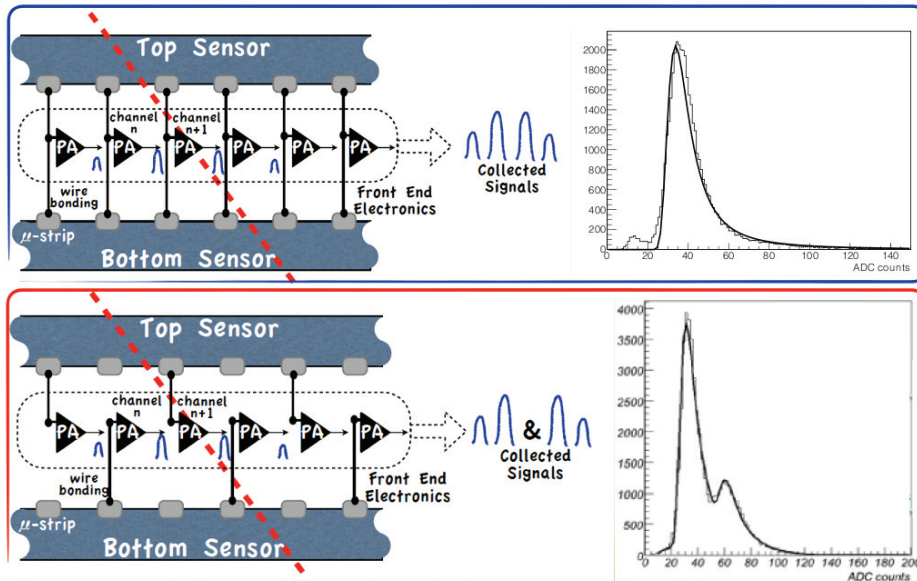 Top Sensor
channel
n
channel
n+1
PA PA PA PA PA PA
wire
bonding
Front End
Electronics
μ-strip
Bottom Sensor
Collected
Signals
2000
1800
1600
1400
1200
1000
800
600
400
200
0
0 20 40 60 80 100 120 140
ADC counts
Top Sensor
channel
n
channel
n+1
PA PA PA PA PA PA
wire
bonding
Front End
Electronics
μ-strip
Bottom Sensor
&
Collected
Signals
4000
3500
3000
2500
2000
1500
1000
500
0
0 20 40 60 80 100 120 140 160 180 200
ADC counts